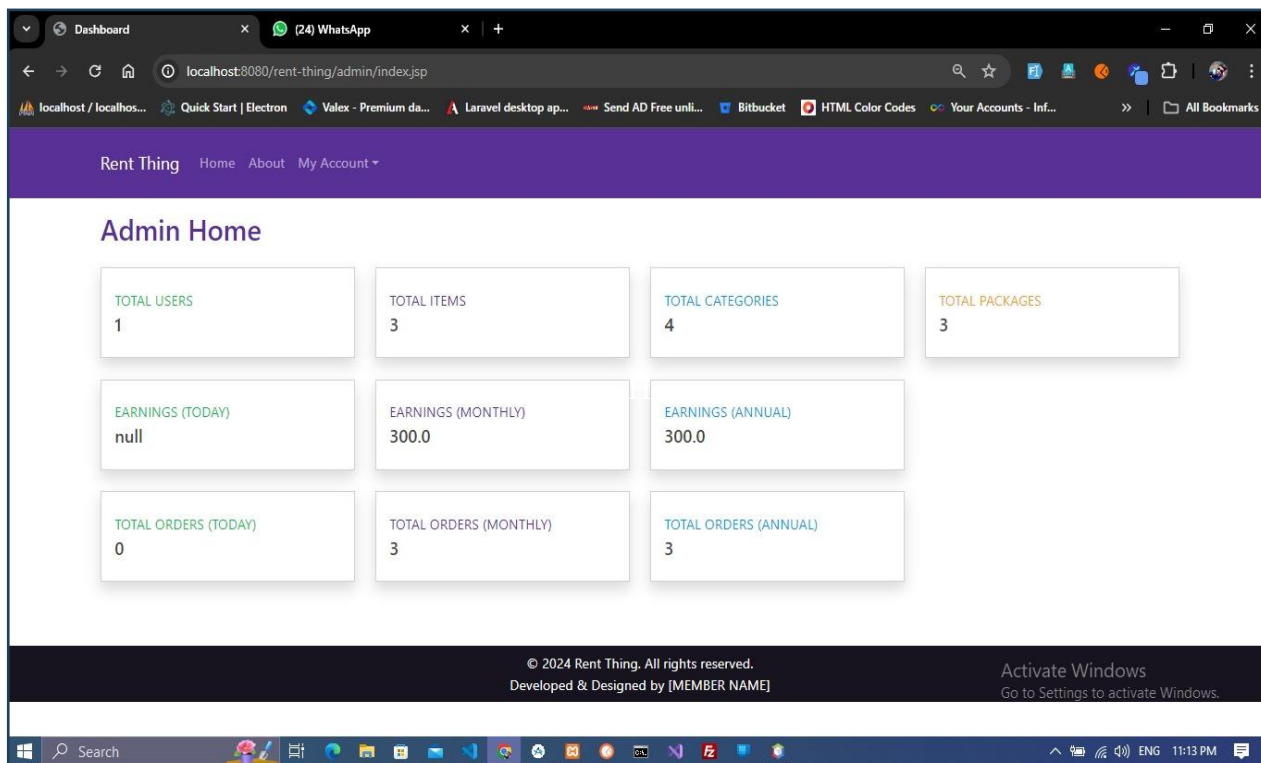 Dashboard
(24) WhatsApp
localhost:8080/rent-thing/admin/index.jsp
localhost / localhos...
Quick Start | Electron
Valex - Premium da...
Laravel desktop ap...
Send AD Free unli...
Bitbucket
HTML Color Codes
Your Accounts - Inf...
»
All Bookmarks
Rent Thing Home About My Account
Admin Home
TOTAL USERS
1
TOTAL ITEMS
3
TOTAL CATEGORIES
4
TOTAL PACKAGES
3
EARNINGS (TODAY)
null
EARNINGS (MONTHLY)
300.0
EARNINGS (ANNUAL)
300.0
TOTAL ORDERS (TODAY)
0
TOTAL ORDERS (MONTHLY)
3
TOTAL ORDERS (ANNUAL)
3
© 2024 Rent Thing. All rights reserved.
Developed & Designed by [MEMBER NAME]
Activate Windows
Go to Settings to activate Windows.
Search
ENG 11:13 PM